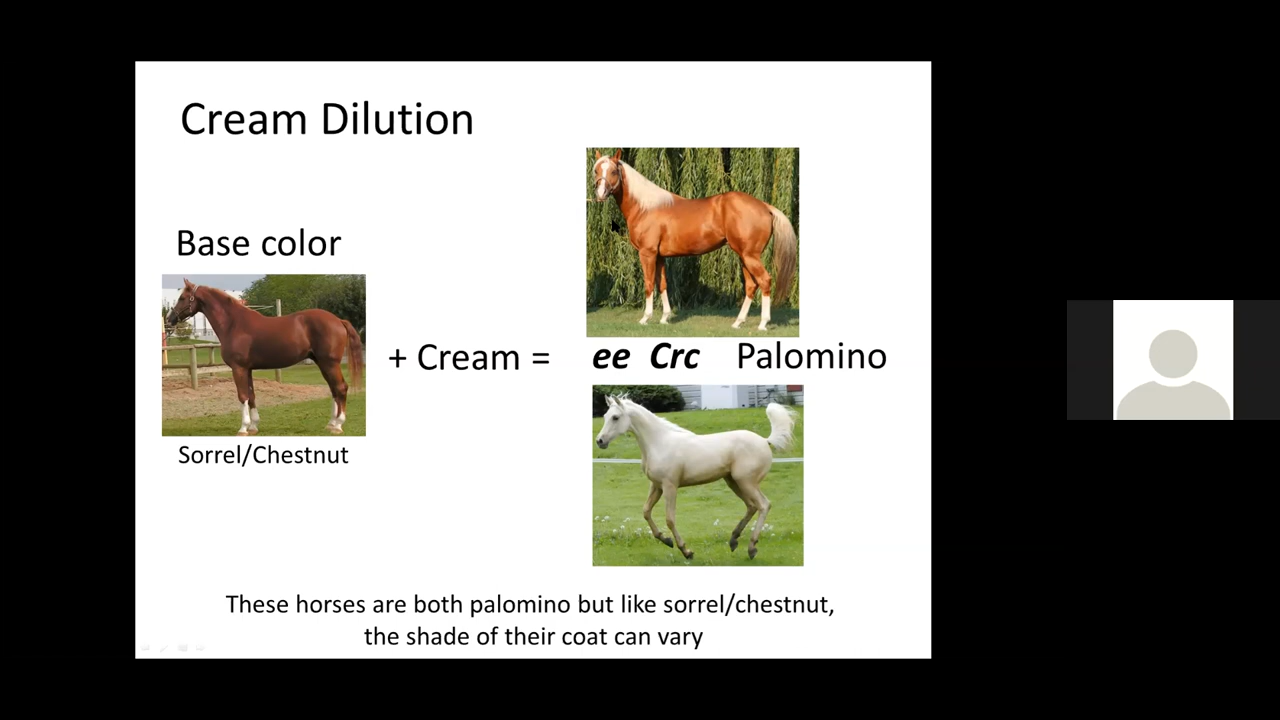 Cream Dilution
Base color
+ Cream = ee Crc Palomino
Sorrel/Chestnut
These horses are both palomino but like sorrel/chestnut,
the shade of their coat can vary